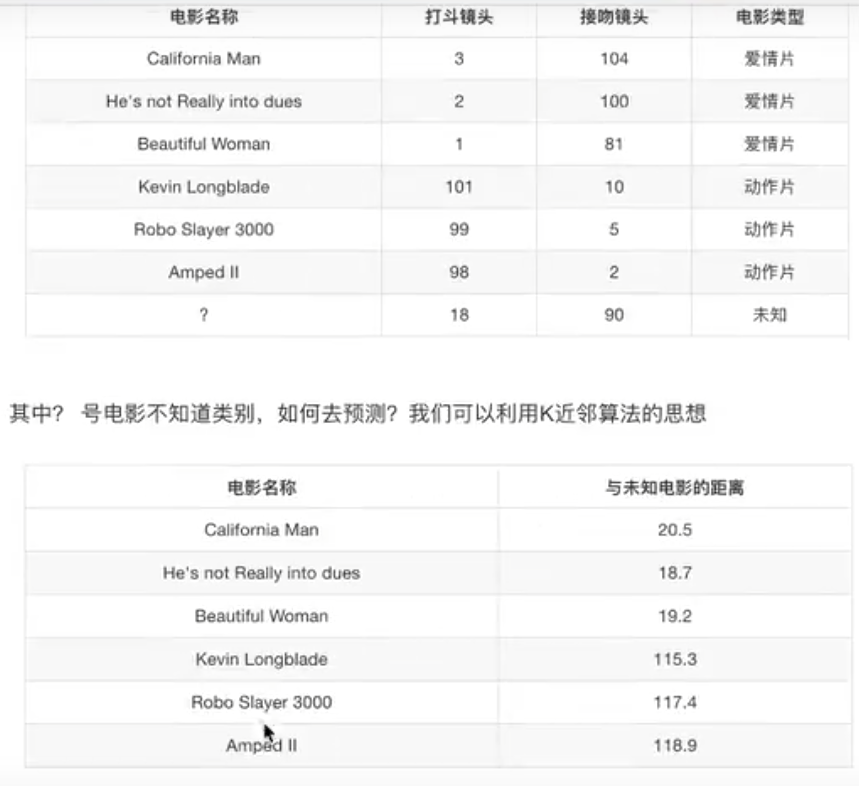 电影名称 打斗镜头 接吻镜头 电影类型
California Man 3 104 爱情片
He's not Really into dues 2 100 爱情片
Beautiful Woman 1 81 爱情片
Kevin Longblade 101 10 动作片
Robo Slayer 3000 99 5 动作片
Amped II 98 2 动作片
? 18 90 未知
其中? 号电影不知道类别，如何去预测? 我们可以利用K近邻算法的思想
电影名称 与未知电影的距离
California Man 20.5
He's not Really into dues 18.7
Beautiful Woman 19.2
Kevin Longblade 115.3
Robo Slayer 3000 117.4
Amped II 118.9